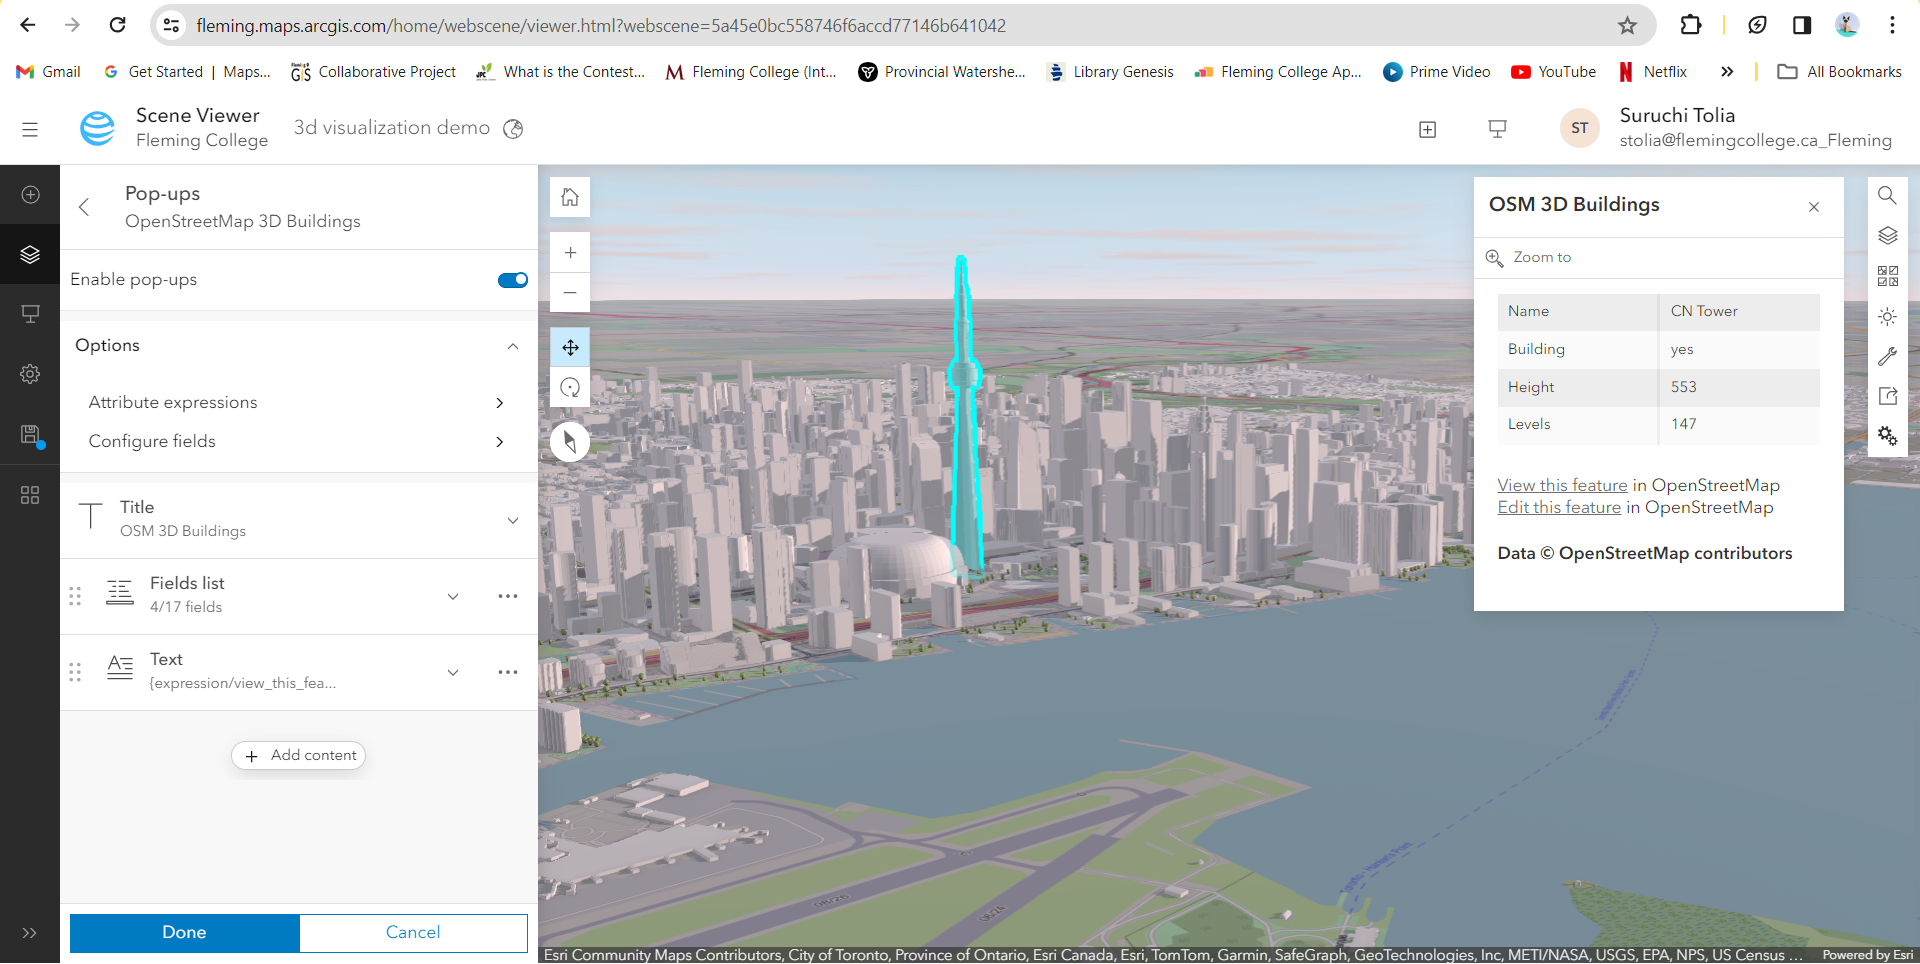 fleming.maps.arcgis.com/home/webscene/viewer.html?webscene=5a45e0bc558746f6accd77146b641042
Gmail
Get Started | Maps...
Collaborative Project
What is the Contest...
Fleming College (Int...
Provincial Watershe...
Library Genesis
Fleming College Ap...
Prime Video
YouTube
Netflix
All Bookmarks
Scene Viewer
Fleming College
3d visualization demo
ST
Suruchi Tolia
stolia@flemingcollege.ca_Fleming
Pop-ups
OpenStreetMap 3D Buildings
Enable pop-ups
Options
Attribute expressions
Configure fields
Title
OSM 3D Buildings
Fields list
4/17 fields
Text
{expression/view_this_fea...
Add content
Done
Cancel
OSM 3D Buildings
Zoom to
Name CN Tower
Building yes
Height 553
Levels 147
View this feature in OpenStreetMap
Edit this feature in OpenStreetMap
Data © OpenStreetMap contributors
08/26
06/24
Esri Community Maps Contributors, City of Toronto, Province of Ontario, Esri Canada, Esri, TomTom, Garmin, SafeGraph, GeoTechnologies, Inc, METI/NASA, USGS, EPA, NPS, US Census ...
Powered by Esri